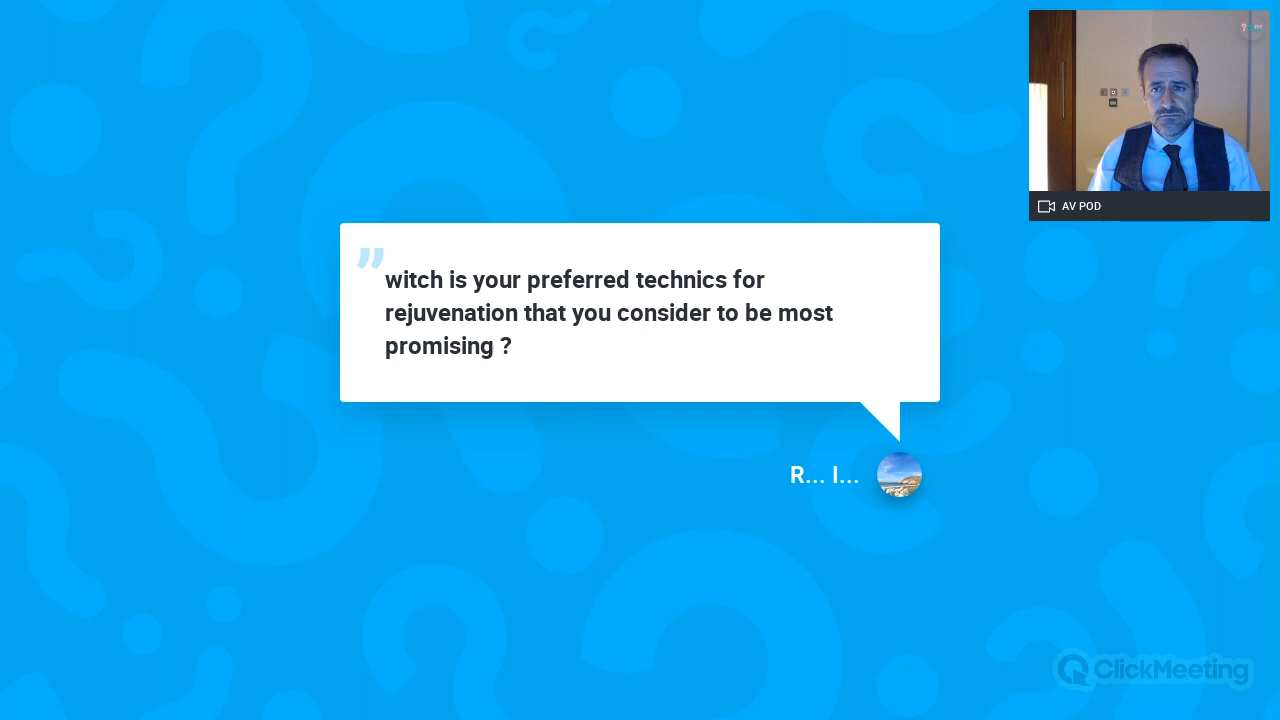 AV POD
witch is your preferred technics for
rejuvenation that you consider to be most
promising ?
R... I...
ClickMeeting